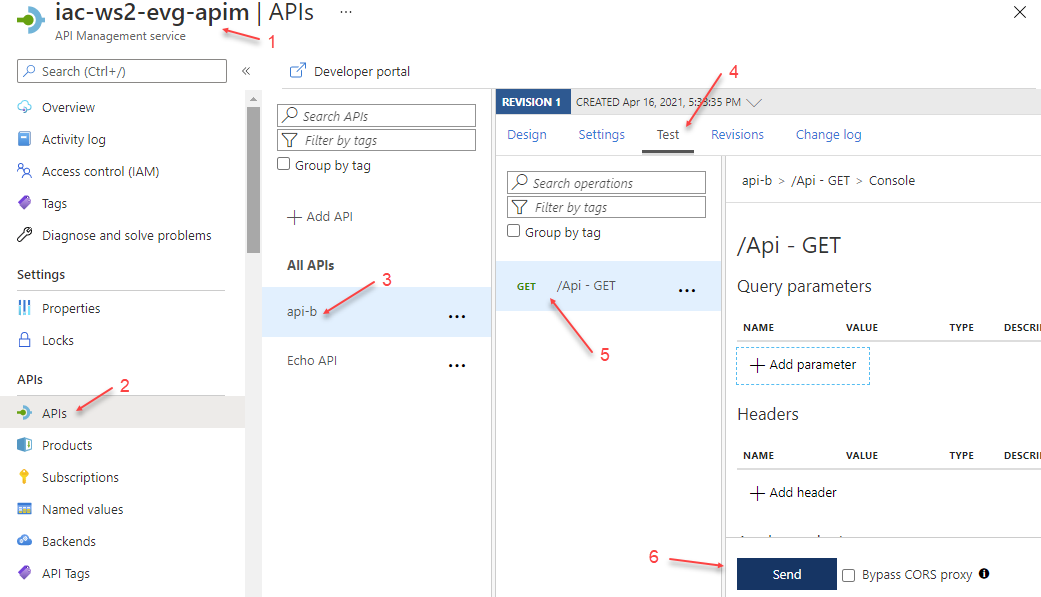 iac-ws2-evg-apim | APIs ...
API Management service
1
Search (Ctrl+/)
«
Overview
Activity log
Access control (IAM)
Tags
Diagnose and solve problems
Settings
Properties
Locks
APIs
2
APIs
Products
Subscriptions
Named values
Backends
API Tags
Developer portal
Search APIs
Filter by tags
Group by tag
Add API
All APIs
3
api-b ...
Echo API ...
4
REVISION 1 CREATED Apr 16, 2021, 5:33:35 PM
Design Settings Test Revisions Change log
Search operations
Filter by tags
Group by tag
GET /Api - GET ...
5
api-b > /Api - GET > Console
/Api - GET
Query parameters
NAME VALUE TYPE DESCRI
Add parameter
Headers
NAME VALUE TYPE DESCRI
Add header
6
Send Bypass CORS proxy